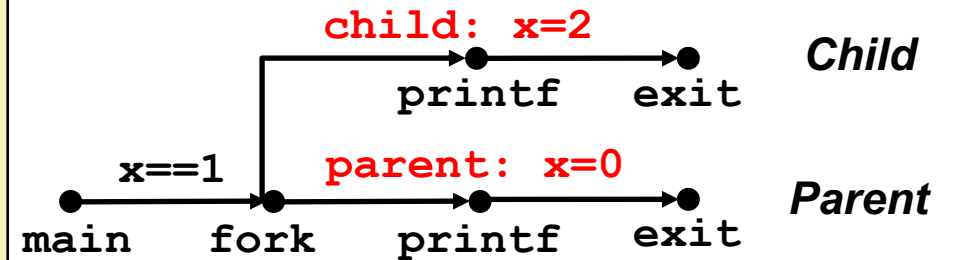 child: x=2
Child
printf exit
x==1 parent: x=0
Parent
main fork printf exit